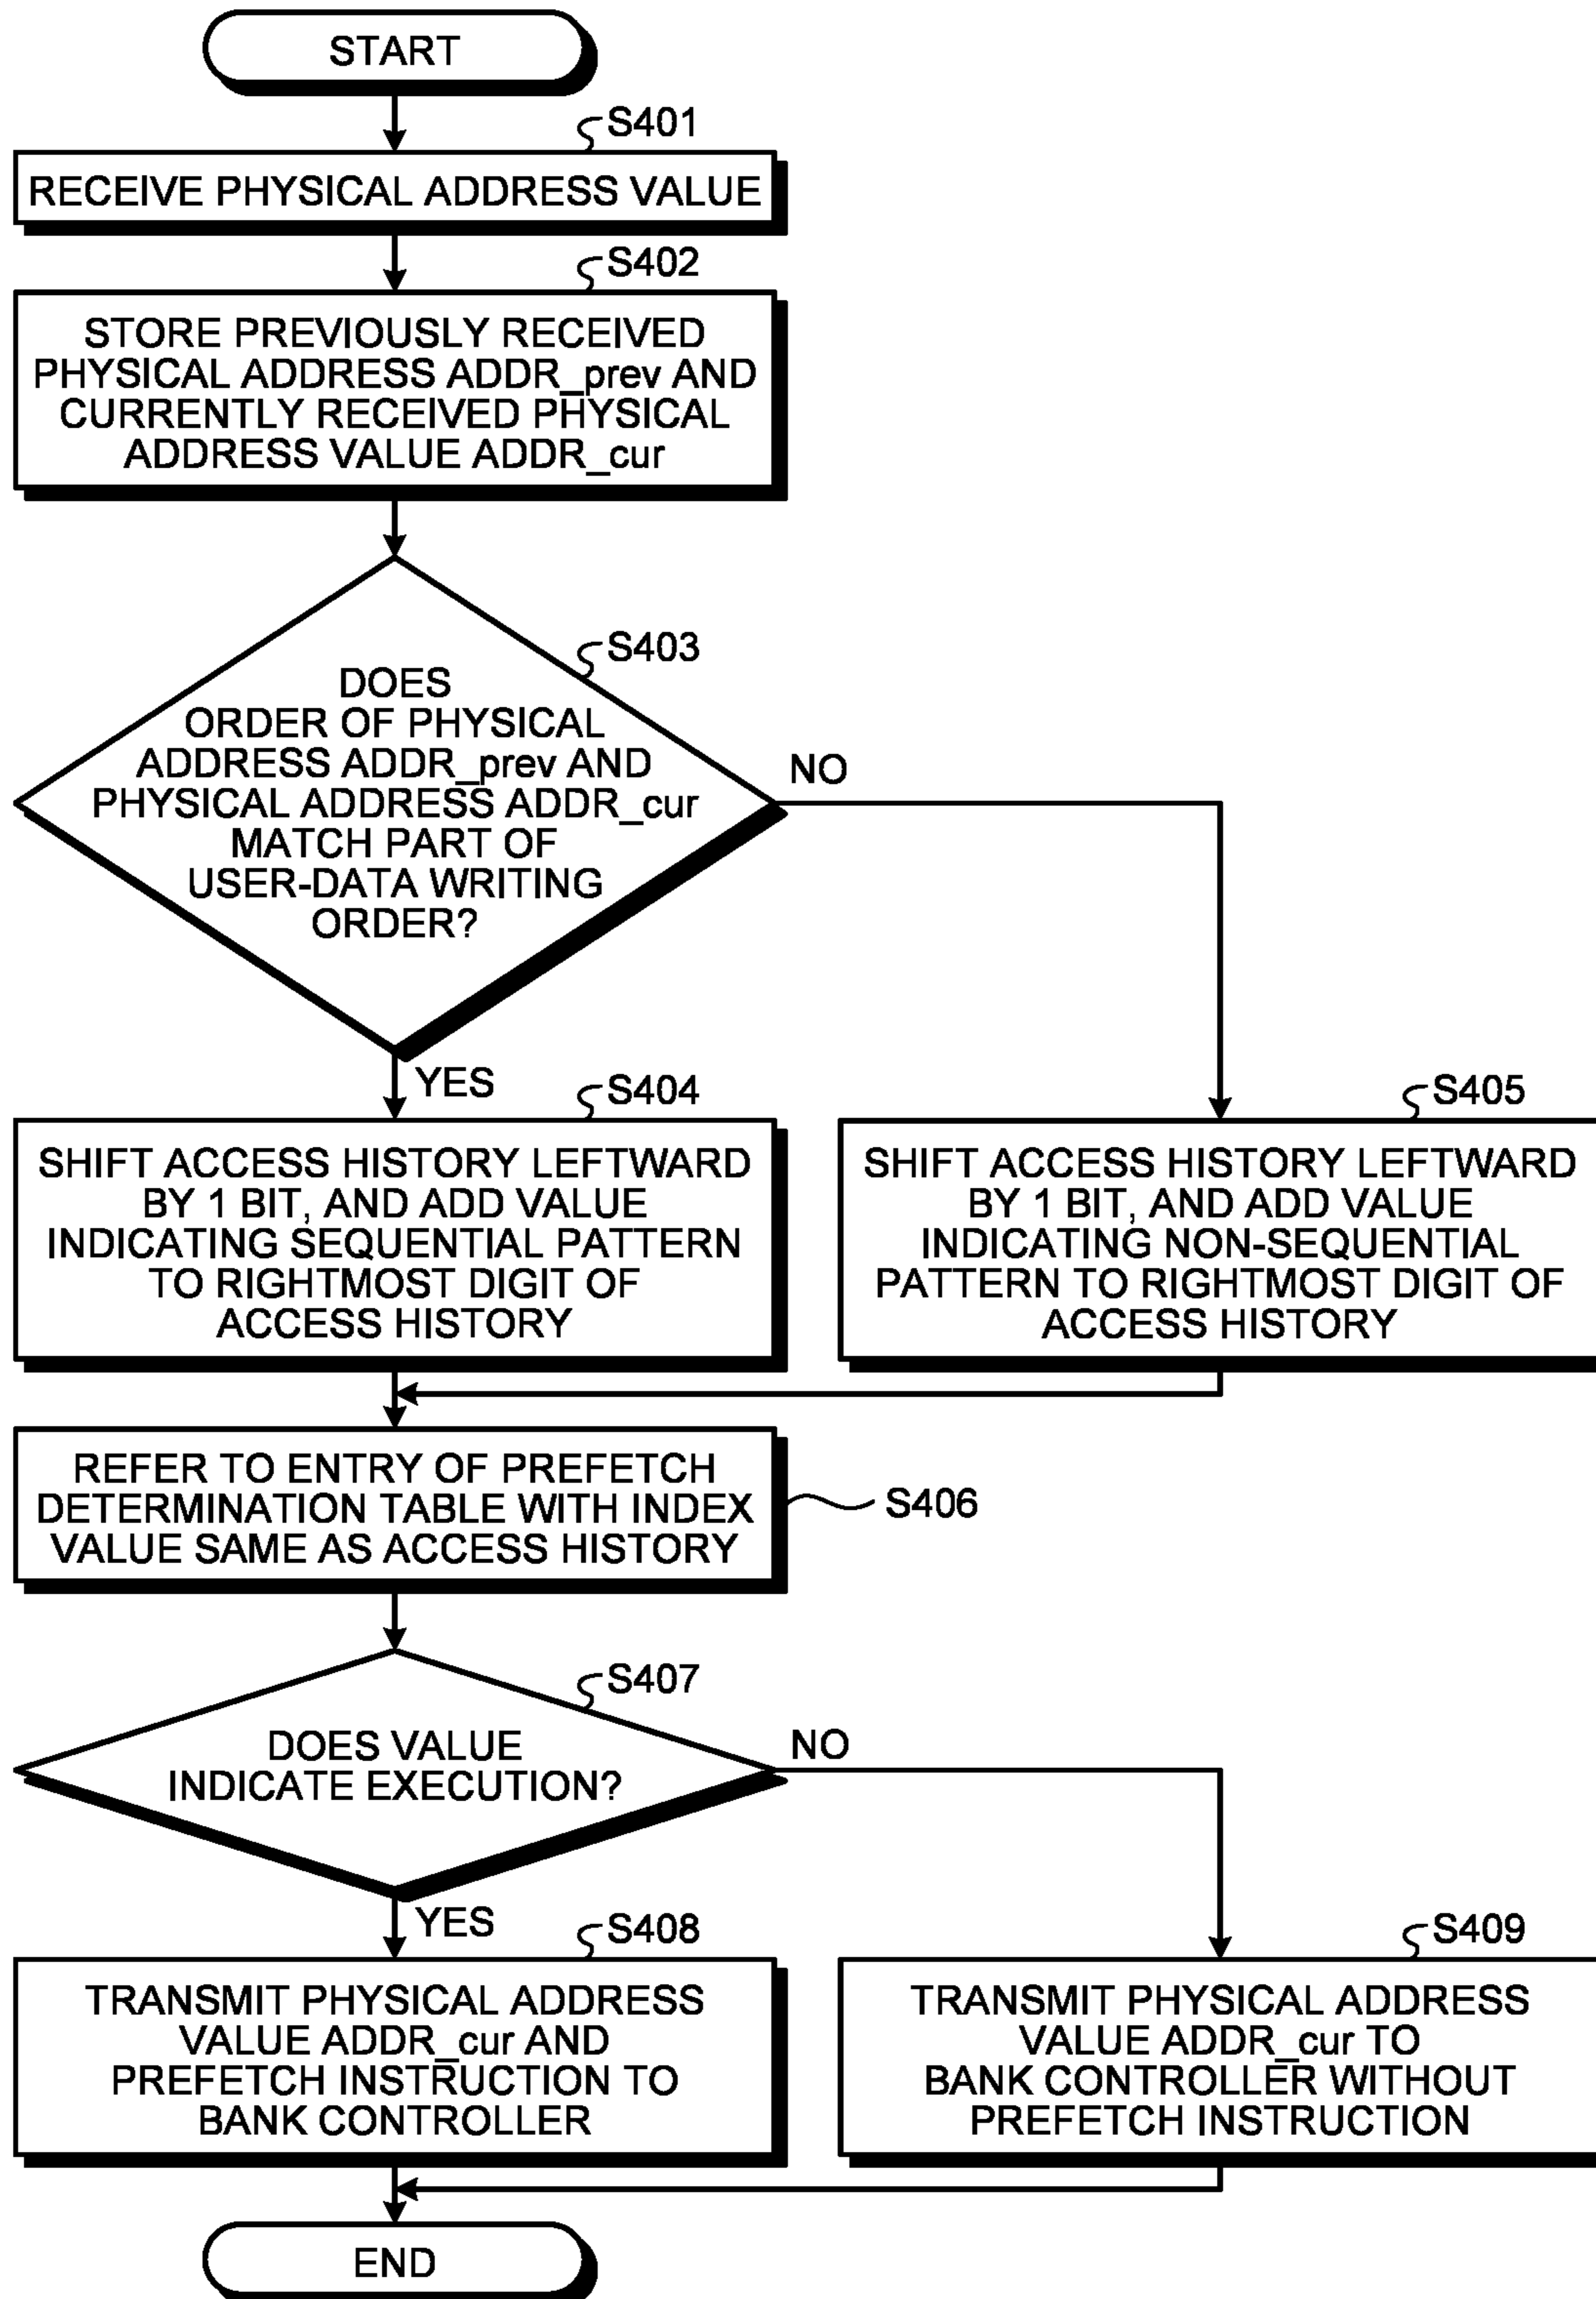 START
S401
RECEIVE PHYSICAL ADDRESS VALUE
S402
STORE PREVIOUSLY RECEIVED
PHYSICAL ADDRESS ADDR_prev AND
CURRENTLY RECEIVED PHYSICAL
ADDRESS VALUE ADDR_cur
S403
DOES
ORDER OF PHYSICAL
ADDRESS ADDR_prev AND
PHYSICAL ADDRESS ADDR_cur
MATCH PART OF
USER-DATA WRITING
ORDER?
NO
YES
S404
SHIFT ACCESS HISTORY LEFTWARD
BY 1 BIT, AND ADD VALUE
INDICATING SEQUENTIAL PATTERN
TO RIGHTMOST DIGIT OF
ACCESS HISTORY
S405
SHIFT ACCESS HISTORY LEFTWARD
BY 1 BIT, AND ADD VALUE
INDICATING NON-SEQUENTIAL
PATTERN TO RIGHTMOST DIGIT OF
ACCESS HISTORY
REFER TO ENTRY OF PREFETCH
DETERMINATION TABLE WITH INDEX
VALUE SAME AS ACCESS HISTORY
S406
S407
DOES VALUE
INDICATE EXECUTION?
NO
YES
S408
TRANSMIT PHYSICAL ADDRESS
VALUE ADDR_cur AND
PREFETCH INSTRUCTION TO
BANK CONTROLLER
S409
TRANSMIT PHYSICAL ADDRESS
VALUE ADDR_cur TO
BANK CONTROLLER WITHOUT
PREFETCH INSTRUCTION
END